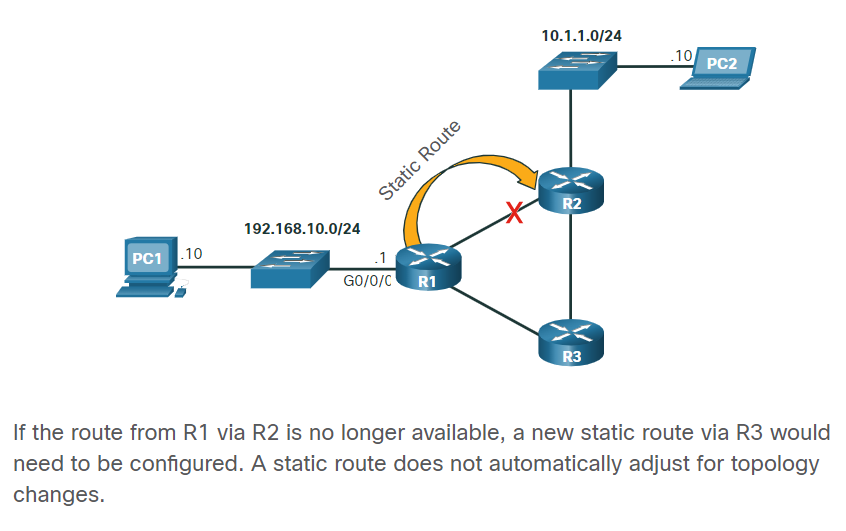 10.1.1.0/24
.10
PC2
Static Route
R2
192.168.10.0/24
PC1
.10
.1
G0/0/0
R1
R3
If the route from R1 via R2 is no longer available, a new static route via R3 would
need to be configured. A static route does not automatically adjust for topology
changes.